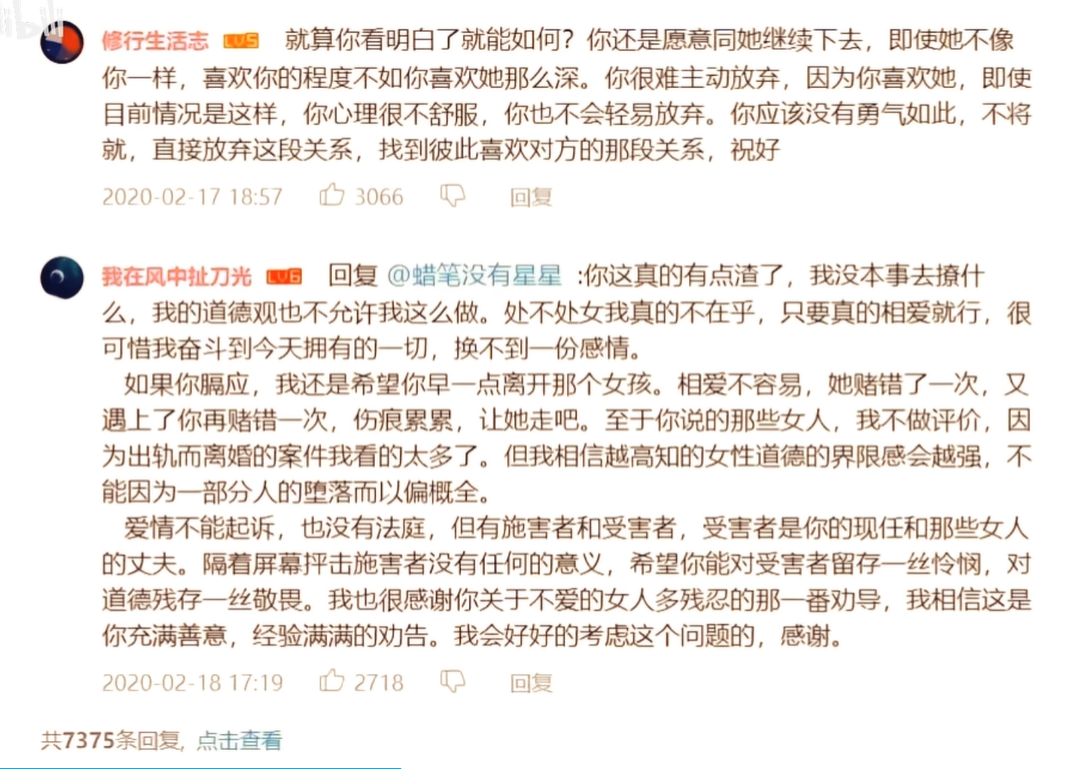 bilibili
修行生活志 LV5 就算你看明白了就能如何？你还是愿意同她继续下去，即使她不像
你一样，喜欢你的程度不如你喜欢她那么深。你很难主动放弃，因为你喜欢她，即使
目前情况是这样，你心理很不舒服，你也不会轻易放弃。你应该没有勇气如此，不将
就，直接放弃这段关系，找到彼此喜欢对方的那段关系，祝好
2020-02-17 18:57 3066 回复
我在风中扯刀光 LV6 回复 @蜡笔没有星星 :你这真的有点渣了，我没本事去撩什
么，我的道德观也不允许我这么做。处不处女我真的不在乎，只要真的相爱就行，很
可惜我奋斗到今天拥有的一切，换不到一份感情。
如果你膈应，我还是希望你早一点离开那个女孩。相爱不容易，她赌错了一次，又
遇上了你再赌错一次，伤痕累累，让她走吧。至于你说的那些女人，我不做评价，因
为出轨而离婚的案件我看的太多了。但我相信越高知的女性道德的界限感会越强，不
能因为一部分人的堕落而以偏概全。
爱情不能起诉，也没有法庭，但有施害者和受害者，受害者是你的现任和那些女人
的丈夫。隔着屏幕抨击施害者没有任何的意义，希望你能对受害者留存一丝怜悯，对
道德残存一丝敬畏。我也很感谢你关于不爱的女人多残忍的那一番劝导，我相信这是
你充满善意，经验满满的劝告。我会好好的考虑这个问题的，感谢。
2020-02-18 17:19 2718 回复
共7375条回复, 点击查看